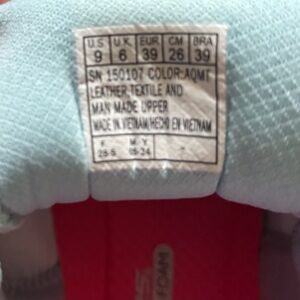 U.S U.K EUR CM BRA
9 6 39 26 39
SN 150107 COLOR:AQMT
LEATHER,TEXTILE AND
MAN MADE UPPER
MADE IN VIETNAM/HECHO EN VIETNAM
F. M Y
FOAM